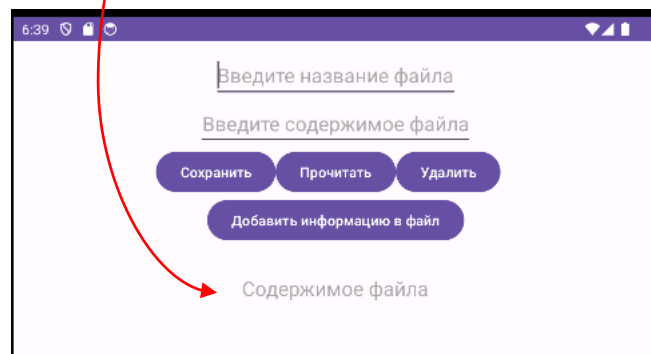 6:39
Введите название файла
Введите содержимое файла
Сохранить Прочитать Удалить
Добавить информацию в файл
Содержимое файла